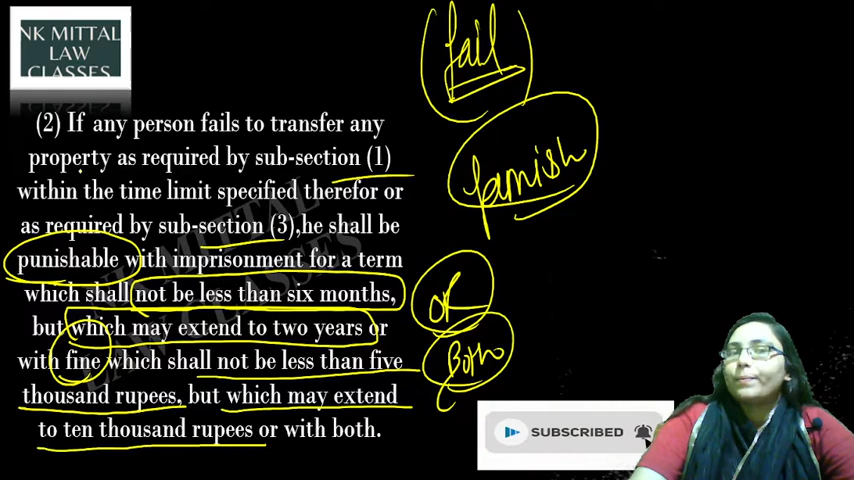 NK MITTAL
LAW
CLASSES
(2) If any person fails to transfer any
property as required by sub-section (1)
within the time limit specified therefor or
as required by sub-section (3),he shall be
punishable with imprisonment for a term
which shall not be less than six months,
but which may extend to two years or
with fine which shall not be less than five
thousand rupees, but which may extend
to ten thousand rupees or with both.
NK MITTAL
LAW CLASSES
fail
OR
Both
SUBSCRIBED